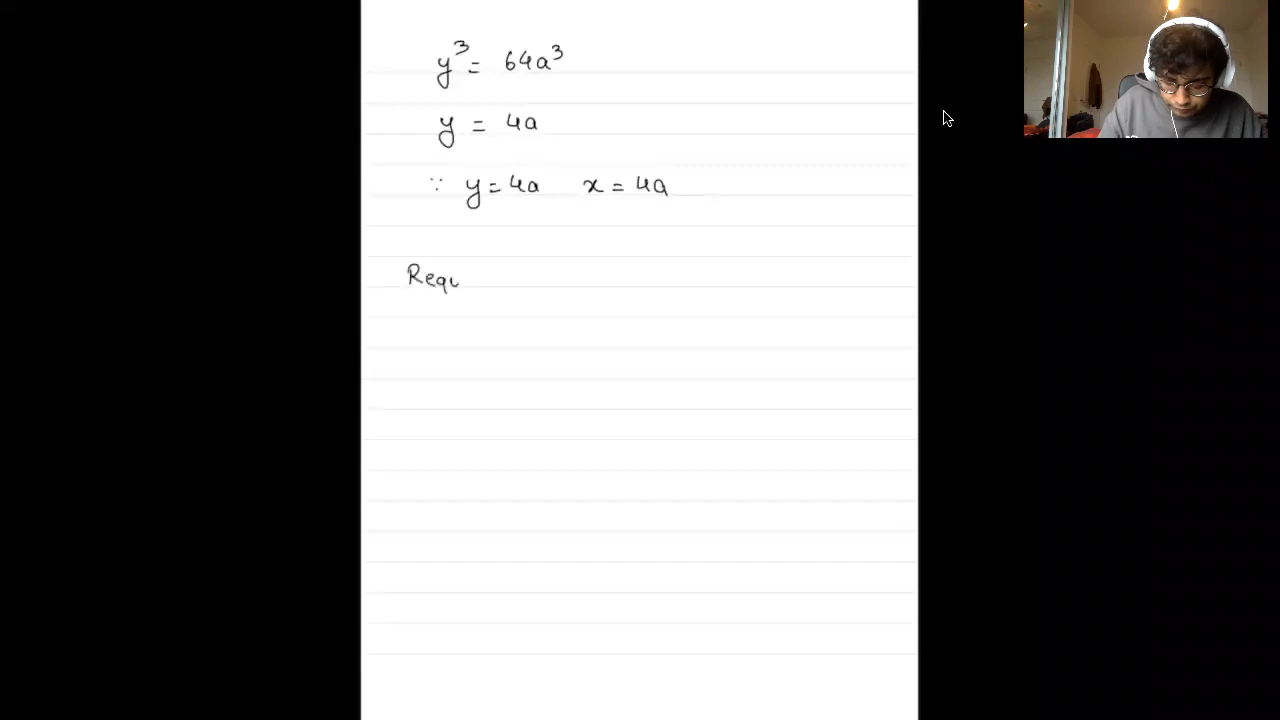 y³ = 64a³
y = 4a
∵ y = 4a x = 4a
Requ